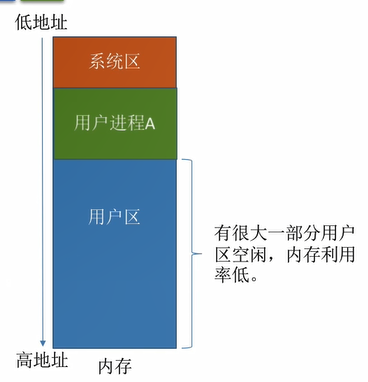 低地址
系统区
用户进程A
用户区
有很大一部分用户
区空闲，内存利用
率低。
高地址
内存